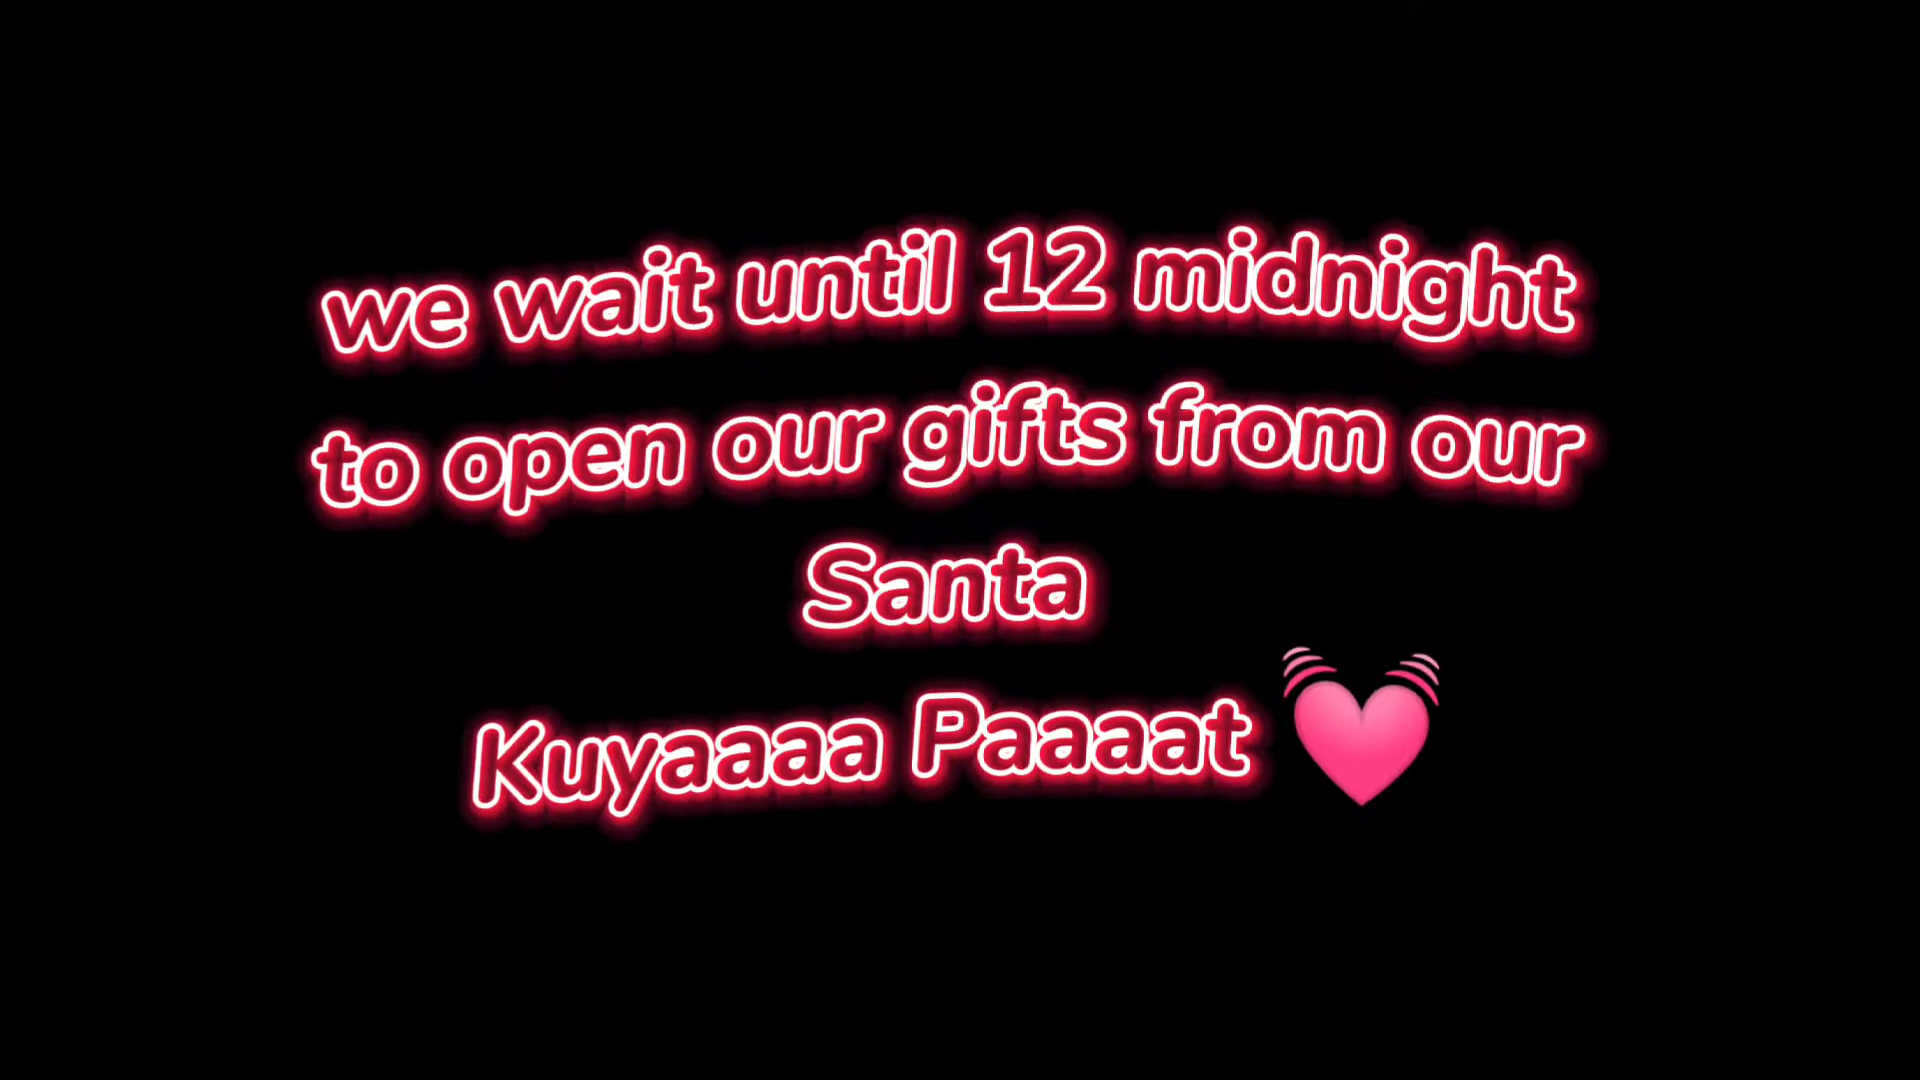 we wait until 12 midnight
to open our gifts from our
Santa
Kuyaaaa Paaaat 💓